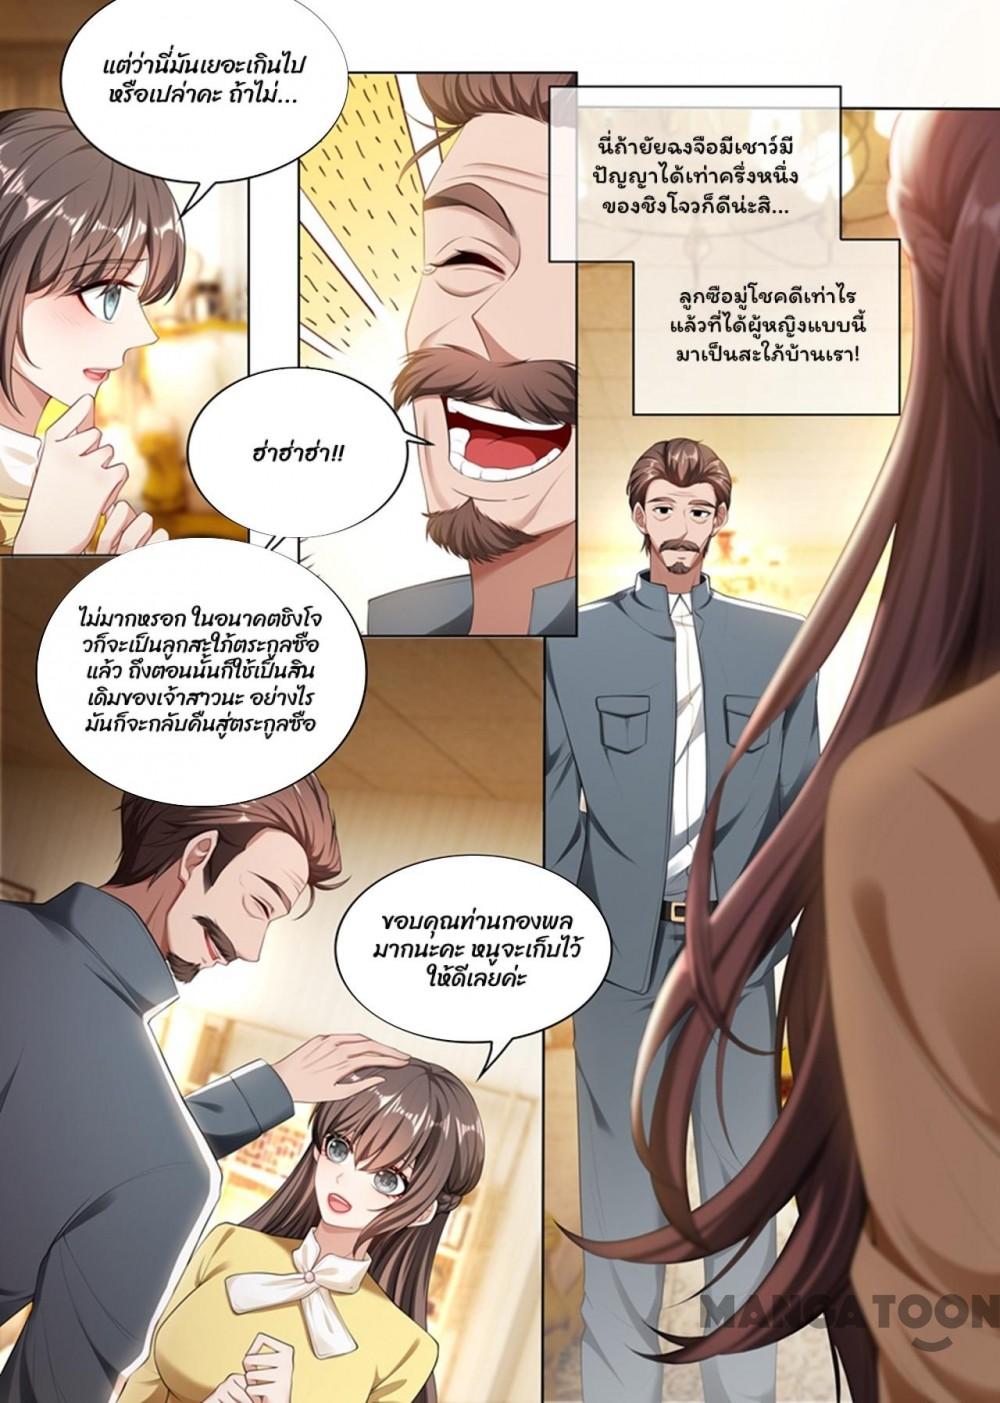 แต่ว่านี่มันเยอะเกินไป
หรือเปล่าคะ ถ้าไม่...
นี่ถ้ายัยฉงจือมีเชาว์มี
ปัญญาได้เท่าครึ่งหนึ่ง
ของชิงโจวก็ดีน่ะสิ...
ลูกซือมู่โชคดีเท่าไร
แล้วที่ได้ผู้หญิงแบบนี้
มาเป็นสะใภ้บ้านเรา!
ฮ่าฮ่าฮ่า!!
ไม่มากหรอก ในอนาคตชิงโจ
วก็จะเป็นลูกสะใภ้ตระกูลซือ
แล้ว ถึงตอนนั้นก็ใช้เป็นสิน
เดิมของเจ้าสาวนะ อย่างไร
มันก็จะกลับคืนสู่ตระกูลซือ
ขอบคุณท่านกองพล
มากนะคะ หนูจะเก็บไว้
ให้ดีเลยค่ะ
MANGATOON